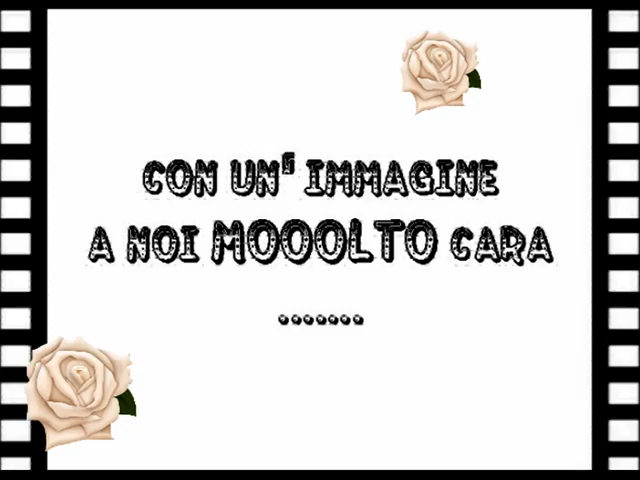 CON UN' IMMAGINE
A NOI MOOOLTO CARA
.......